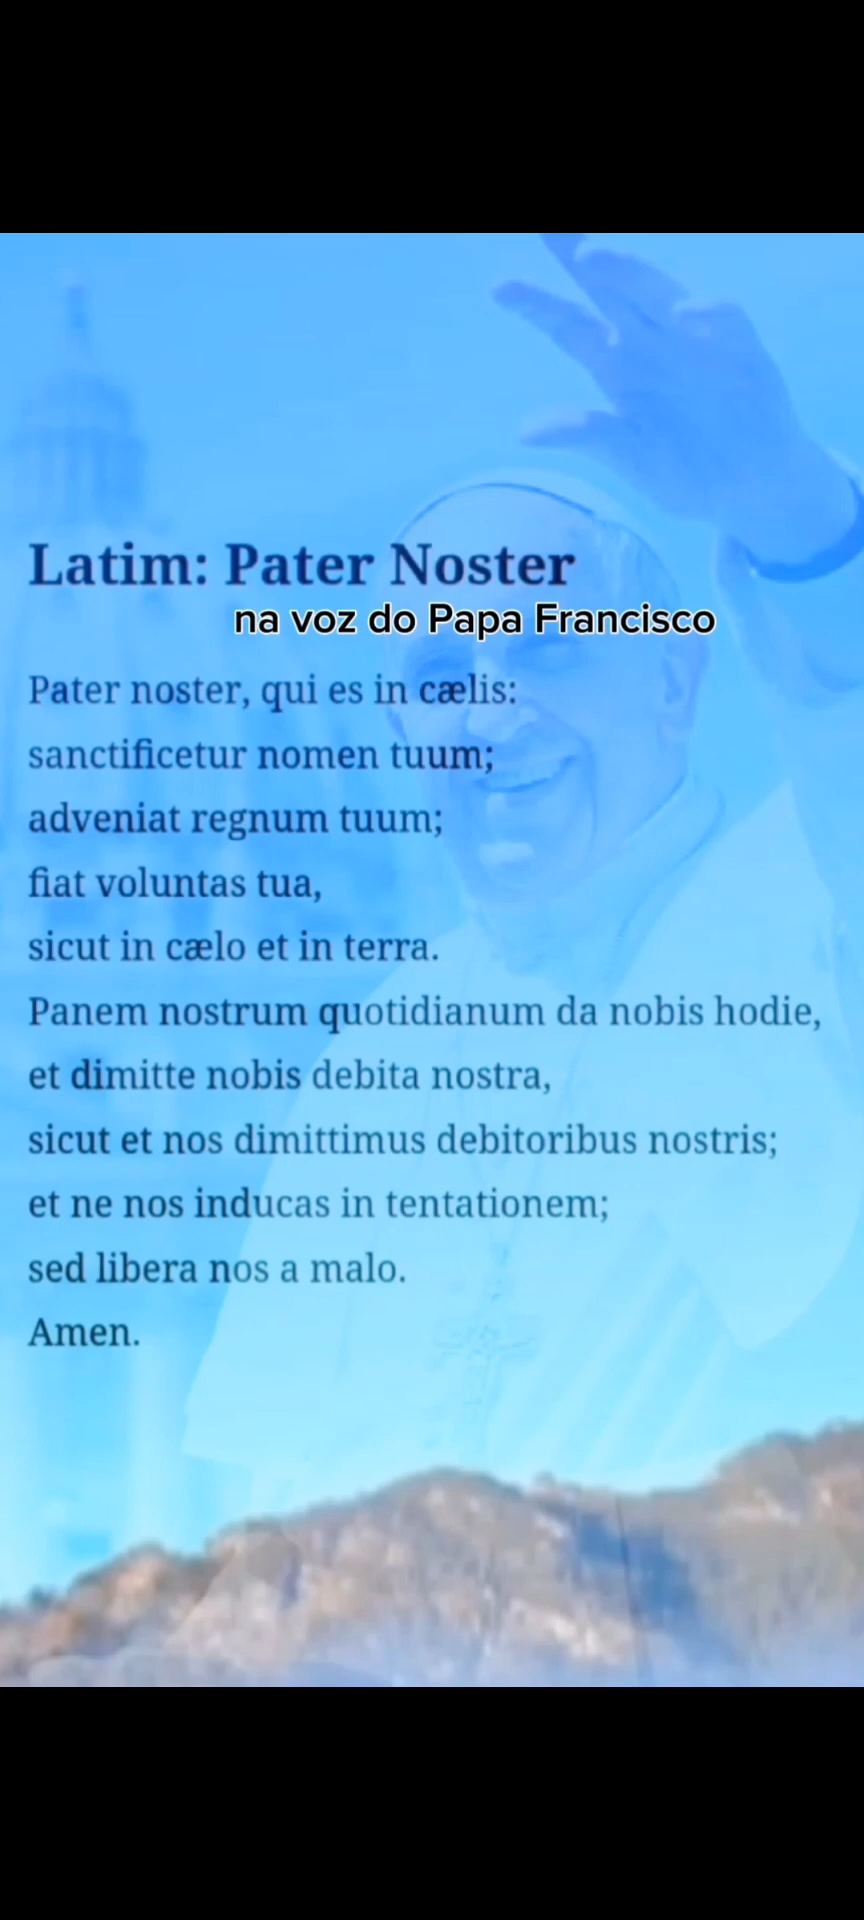 Latim: Pater Noster
na voz do Papa Francisco
Pater noster, qui es in cælis:
sanctificetur nomen tuum;
adveniat regnum tuum;
fiat voluntas tua,
sicut in cælo et in terra.
Panem nostrum quotidianum da nobis hodie,
et dimitte nobis debita nostra,
sicut et nos dimittimus debitoribus nostris;
et ne nos inducas in tentationem;
sed libera nos a malo.
Amen.